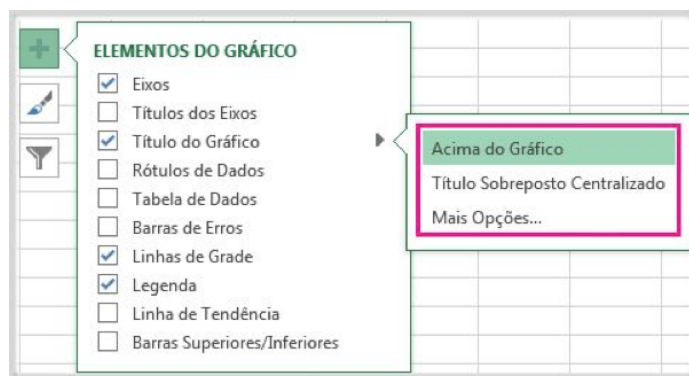 ELEMENTOS DO GRÁFICO
Eixos
Títulos dos Eixos
Título do Gráfico
Rótulos de Dados
Tabela de Dados
Barras de Erros
Linhas de Grade
Legenda
Linha de Tendência
Barras Superiores/Inferiores
Acima do Gráfico
Título Sobreposto Centralizado
Mais Opções...